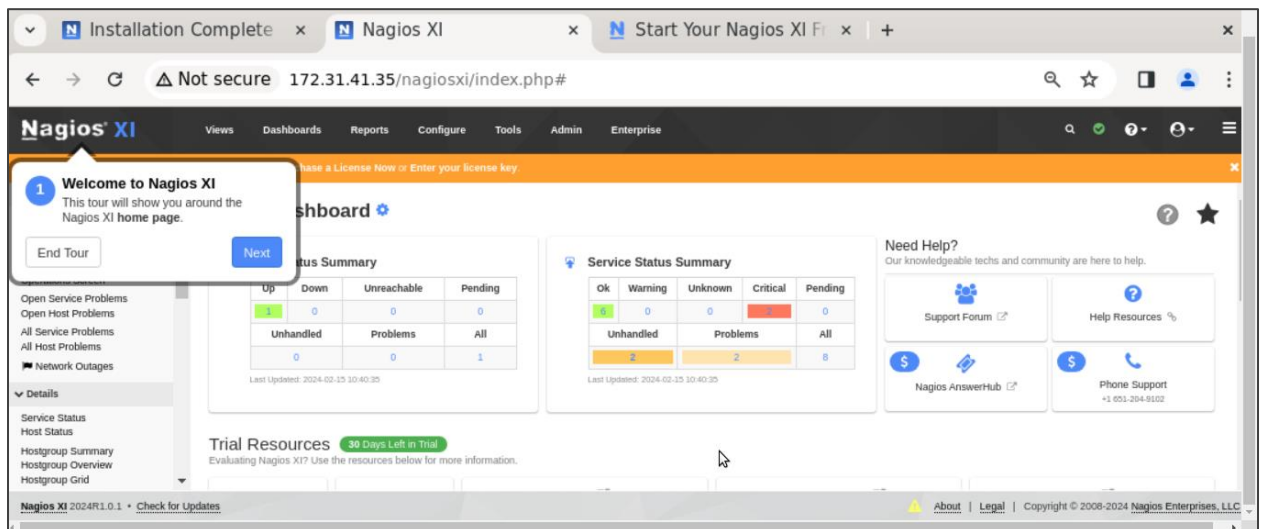 Installation Complete
Nagios XI
Start Your Nagios XI Fr
Not secure 172.31.41.35/nagiosxi/index.php#
Nagios XI
Views Dashboards Reports Configure Tools Admin Enterprise
hase a License Now or Enter your license key.
1
Welcome to Nagios XI
This tour will show you around the
Nagios XI home page.
End Tour Next
shboard
Open Service Problems
Open Host Problems
All Service Problems
All Host Problems
Network Outages
Details
Service Status
Host Status
Hostgroup Summary
Hostgroup Overview
Hostgroup Grid
tus Summary
Up Down Unreachable Pending
1 0 0 0
Unhandled Problems All
0 0 1
Last Updated: 2024-02-15 10:40:35
Service Status Summary
Ok Warning Unknown Critical Pending
6 0 0 2 0
Unhandled Problems All
2 2 8
Last Updated: 2024-02-15 10:40:35
Need Help?
Our knowledgeable techs and community are here to help.
Support Forum
Help Resources
Nagios AnswerHub
Phone Support
+1 651-204-9102
Trial Resources 30 Days Left in Trial
Evaluating Nagios XI? Use the resources below for more information.
Nagios XI 2024R1.0.1 • Check for Updates
About | Legal | Copyright © 2008-2024 Nagios Enterprises, LLC